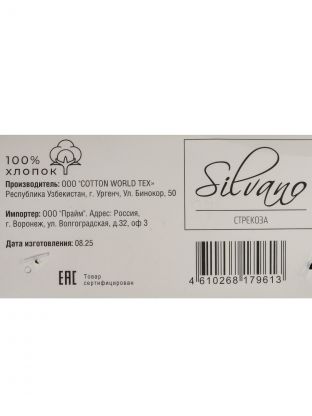 100%
ХЛОПОК
Производитель: ООО "COTTON WORLD TEX»
Республика Узбекистан, г. Ургенч, Ул. Бинокор, 50
Импортер: ООО "Прайм". Адрес: Россия,
г. Воронеж, ул. Волгоградская, д.32, оф 3
Дата изготовления: 08.25
EAC
Товар
сертифицирован
Silvano
СТРЕКОЗА
4 610268 179613